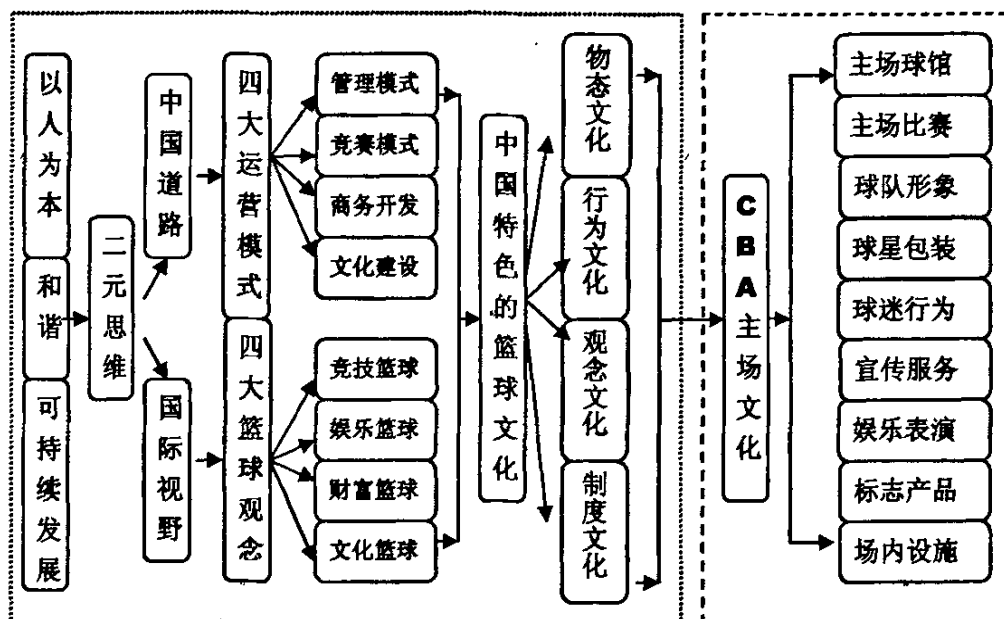 以人为本
和谐
可持续发展
二元思维
中国道路
国际视野
四大运营模式
四大篮球观念
管理模式
竞赛模式
商务开发
文化建设
竞技篮球
娱乐篮球
财富篮球
文化篮球
中国特色的篮球文化
物态文化
行为文化
观念文化
制度文化
CBA主场文化
主场球馆
主场比赛
球队形象
球星包装
球迷行为
宣传服务
娱乐表演
标志产品
场内设施